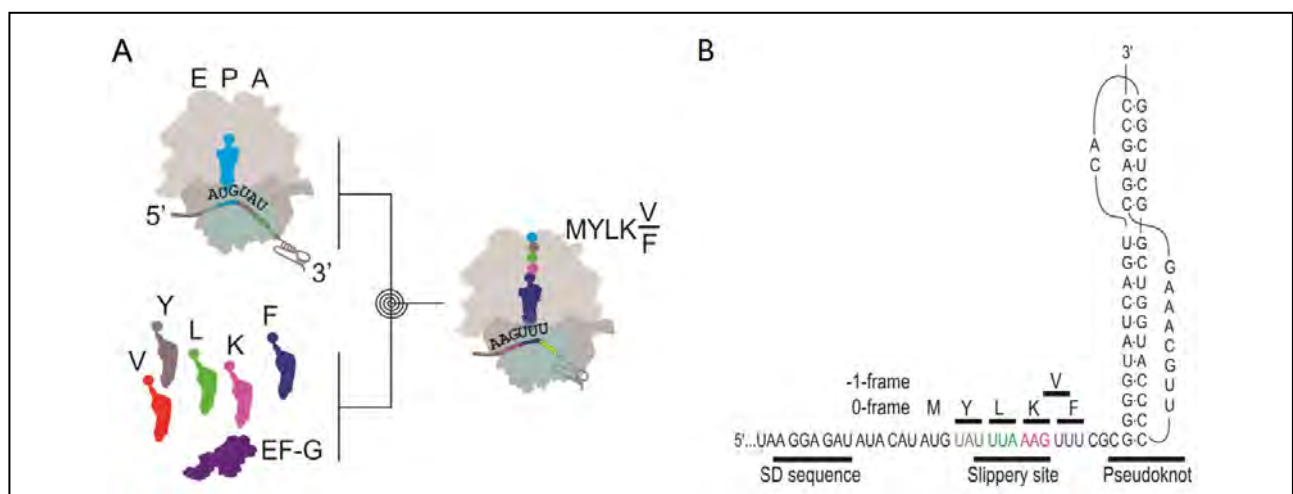 A
E P A
AUGUAU
5'
3'
Y
L
F
V
K
EF-G
MYLK V
F
AAGUUU
B
3'
C·G
C·G
G·C
A·U
G·C
G·C
C·G
A
C
U·G
G·C
A·U
C·G
U·G
A·U
U·A
G·C
G·C
C·G
G·C
G
A
A
A
C
G
U
U
-1-frame V
0-frame M Y L K F
5'...UAA GGA GAU AUA CAU AUG UAU UUA AAG UUU CGC
SD sequence Slippery site Pseudoknot